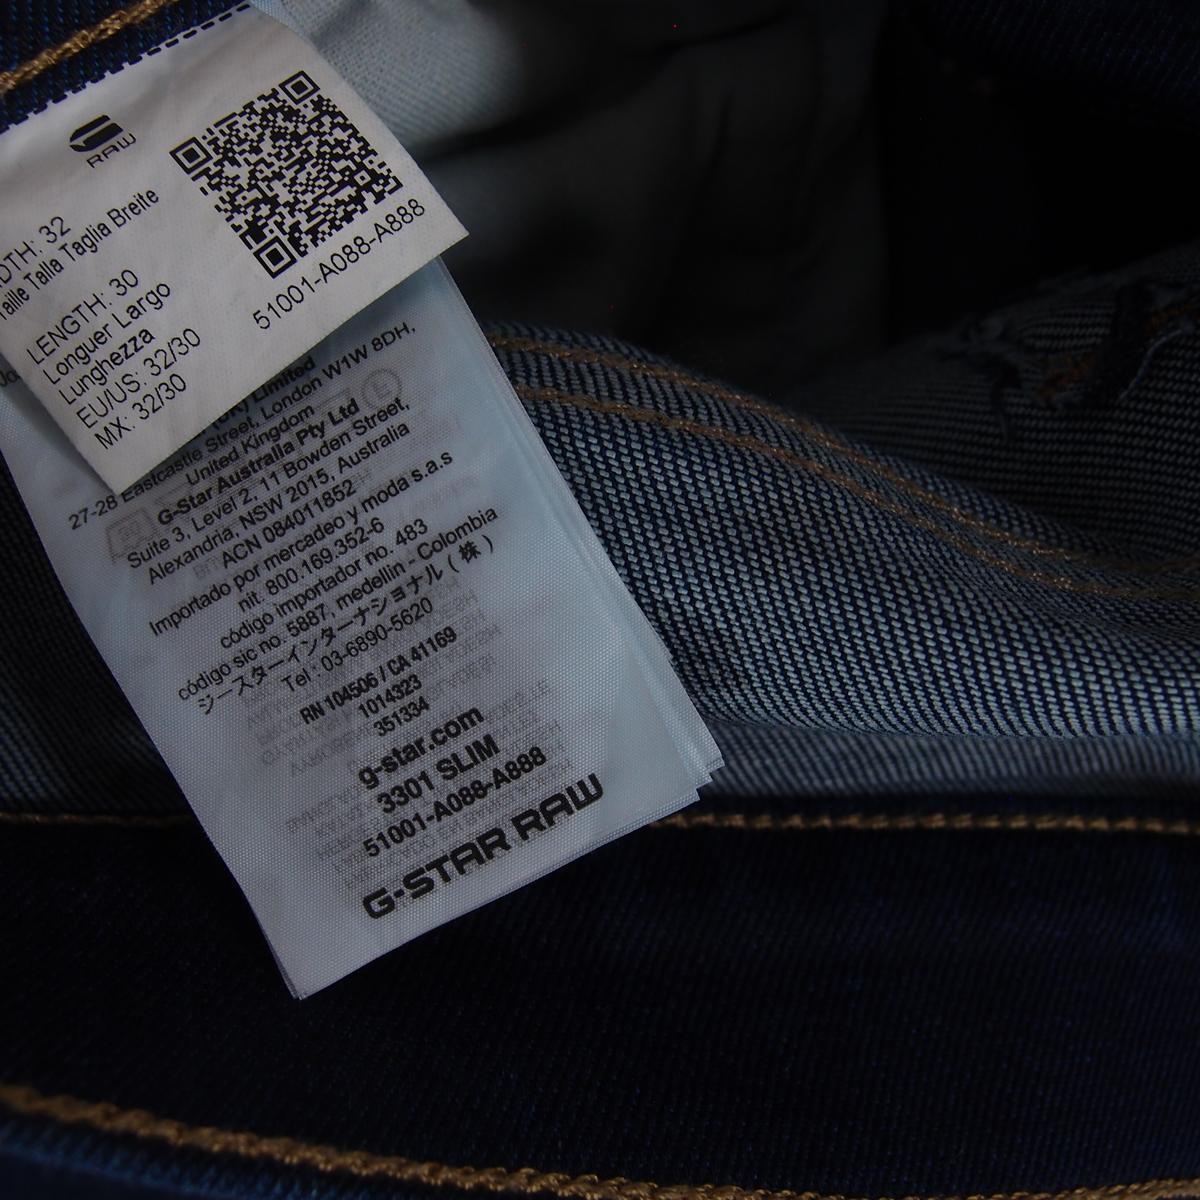 RAW
DTH: 32
Taille Talla Taglia Breite
LENGTH: 30
Longuer Largo
Lunghezza
EU/US: 32/30
MX: 32/30
51001-A088-A888
(UK) Limited
27-28 Eastcastle Street, London W1W 8DH,
United Kingdom
G-Star Australia Pty Ltd
Suite 3, Level 2, 11 Bowden Street,
Alexandria, NSW 2015, Australia
ACN 084011852
Importado por mercadeo y moda s.a.s
nit. 800.169.352-6
código importador no. 483
código sic no. 5887, medellin - Colombia
ジースターインターナショナル(株)
Tel : 03-6890-5620
RN 104506 / CA 41169
1014323
351334
g-star.com
3301 SLIM
51001-A088-A888
G-STAR RAW